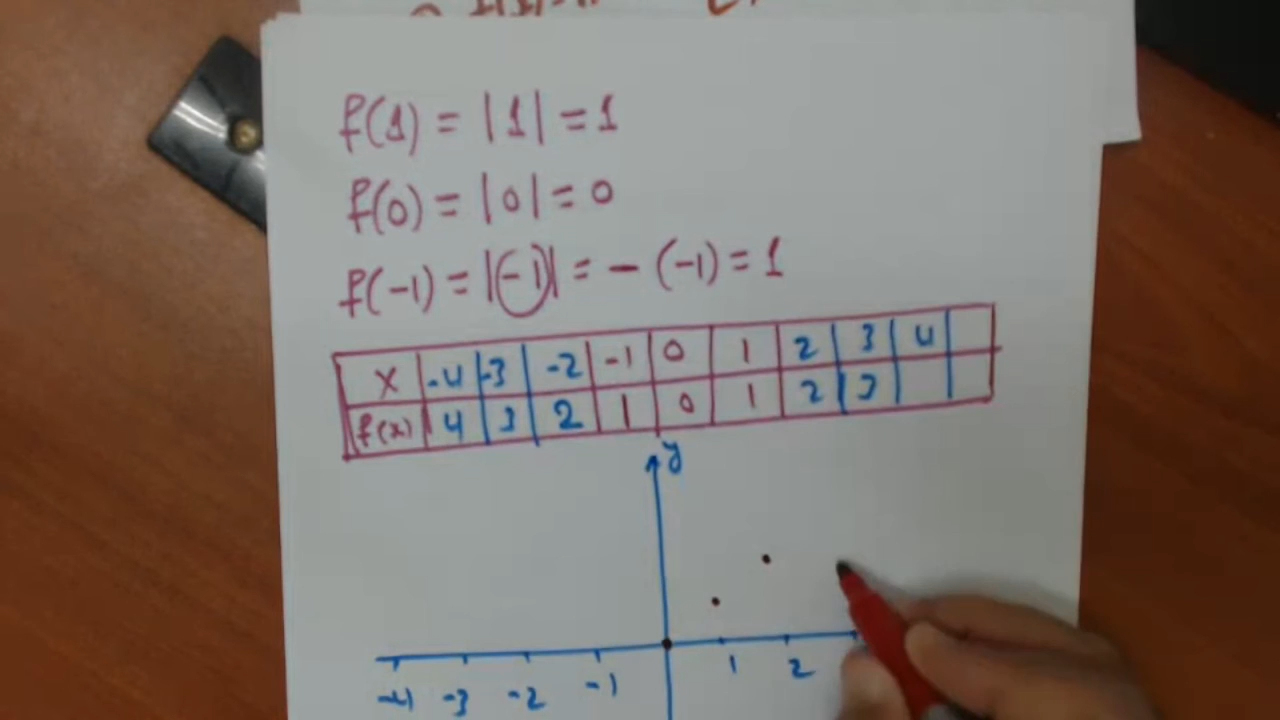 f(1) = |1| = 1
f(0) = |0| = 0
f(-1) = |-1| = - (-1) = 1
x -4 -3 -2 -1 0 1 2 3 4
f(x) 4 3 2 1 0 1 2 3
y
-4 -3 -2 -1 1 2